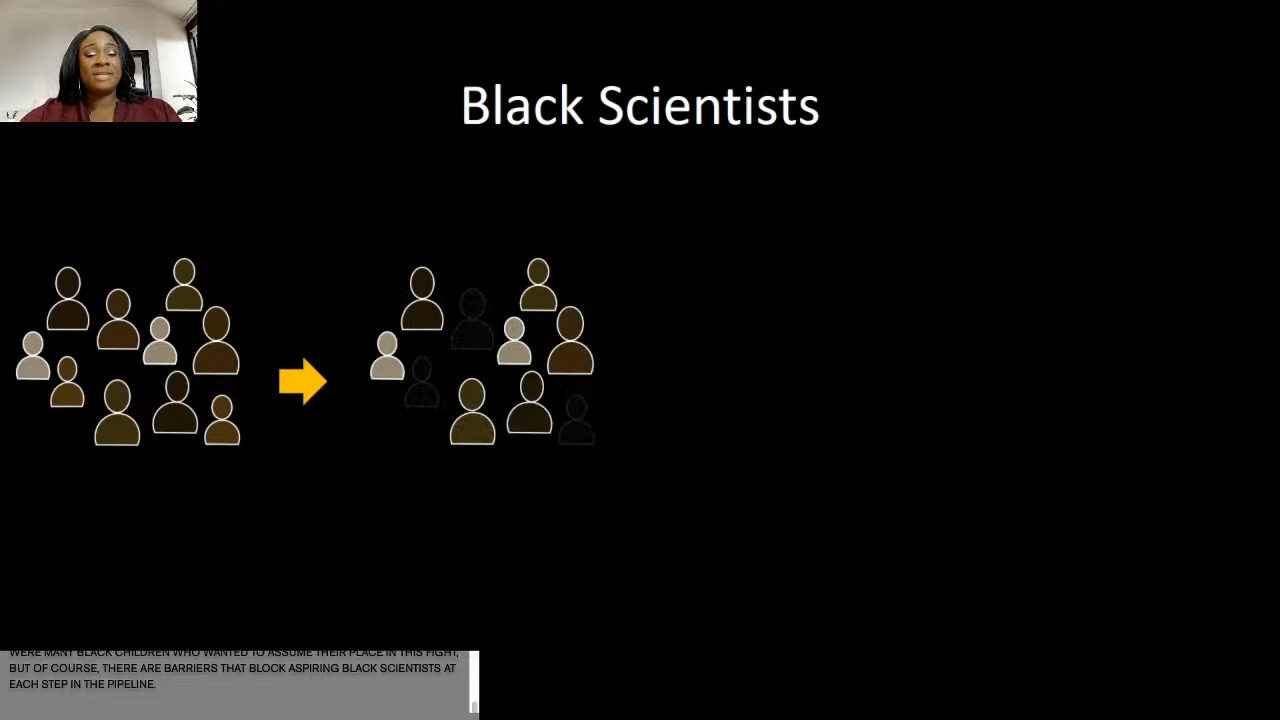 Black Scientists
WERE MANY BLACK CHILDREN WHO WANTED TO ASSUME THEIR PLACE IN THIS FIGHT,
BUT OF COURSE, THERE ARE BARRIERS THAT BLOCK ASPIRING BLACK SCIENTISTS AT
EACH STEP IN THE PIPELINE.